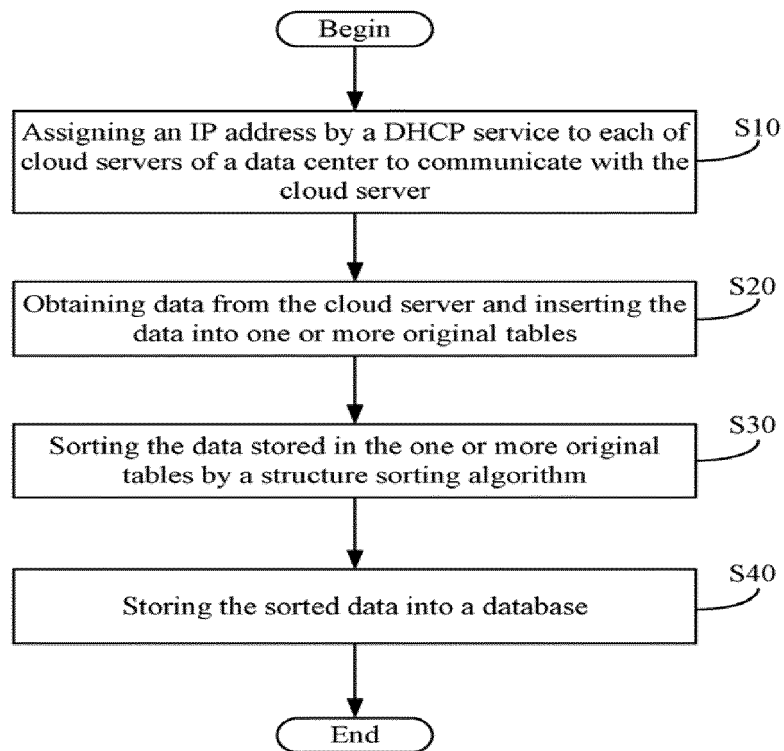 Begin
Assigning an IP address by a DHCP service to each of
cloud servers of a data center to communicate with the
cloud server
S10
Obtaining data from the cloud server and inserting the
data into one or more original tables
S20
Sorting the data stored in the one or more original
tables by a structure sorting algorithm
S30
Storing the sorted data into a database
S40
End